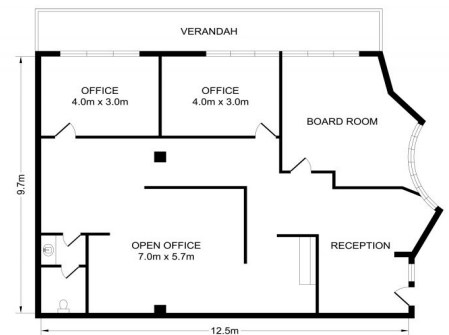 VERANDAH
OFFICE
4.0m x 3.0m
OFFICE
4.0m x 3.0m
BOARD ROOM
9.7m
OPEN OFFICE
7.0m x 5.7m
RECEPTION
12.5m